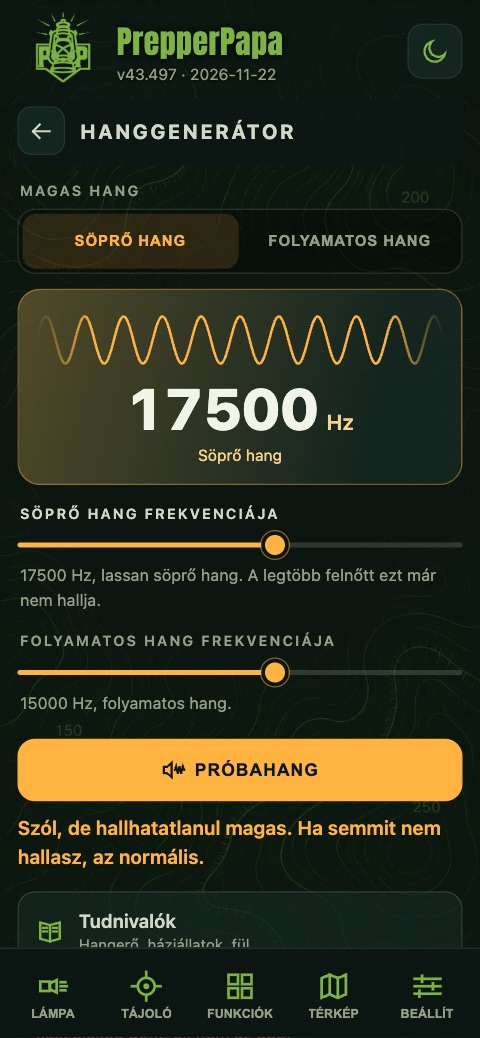 PrepperPapa
v43.497 · 2026-11-22
HANGGENERÁTOR
MAGAS HANG
200
SÖPRŐ HANG
FOLYAMATOS HANG
17500 Hz
Söprő hang
SÖPRŐ HANG FREKVENCIÁJA
17500 Hz, lassan söprő hang. A legtöbb felnőtt ezt már
nem hallja.
FOLYAMATOS HANG FREKVENCIÁJA
15000 Hz, folyamatos hang.
150
PRÓBAHANG
250
Szól, de hallhatatlanul magas. Ha semmit nem
hallasz, az normális.
Tudnivalók
Hangerő, háziállatok, fül
LÁMPA
TÁJOLÓ
FUNKCIÓK
TÉRKÉP
BEÁLLÍT